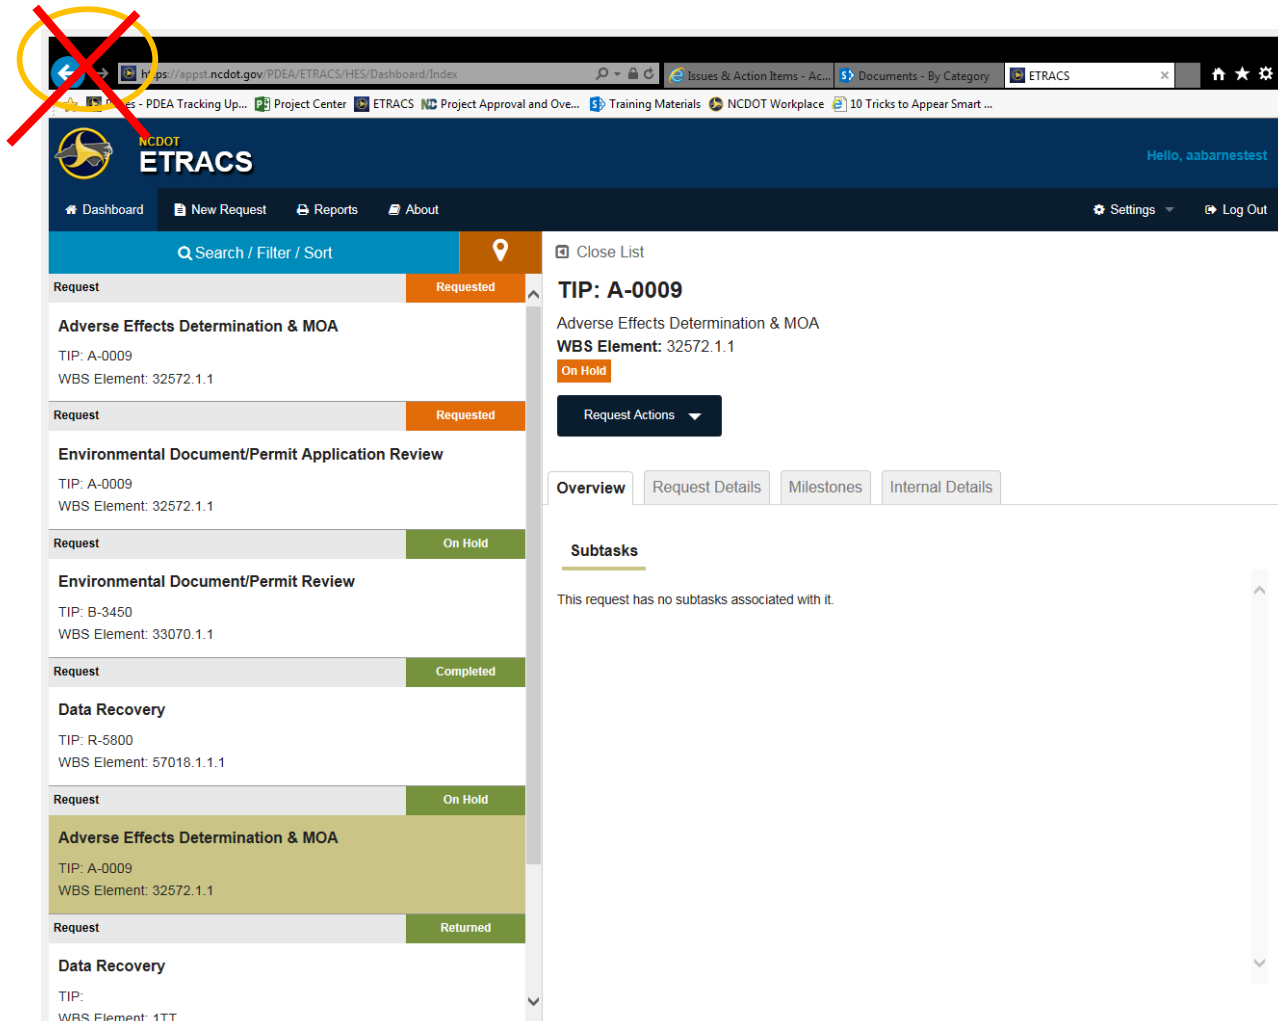 https://appst.ncdot.gov/PDEA/ETRACS/HES/Dashboard/Index
Issues & Action Items - Ac...
Documents - By Category
ETRACS
- PDEA Tracking Up...
Project Center
ETRACS
Project Approval and Ove...
Training Materials
NCDOT Workplace
10 Tricks to Appear Smart ...
NCDOT
ETRACS
Hello, aabarnestest
Dashboard
New Request
Reports
About
Settings
Log Out
Search / Filter / Sort
Request
Requested
Adverse Effects Determination & MOA
TIP: A-0009
WBS Element: 32572.1.1
Request
Requested
Environmental Document/Permit Application Review
TIP: A-0009
WBS Element: 32572.1.1
Request
On Hold
Environmental Document/Permit Review
TIP: B-3450
WBS Element: 33070.1.1
Request
Completed
Data Recovery
TIP: R-5800
WBS Element: 57018.1.1.1
Request
On Hold
Adverse Effects Determination & MOA
TIP: A-0009
WBS Element: 32572.1.1
Request
Returned
Data Recovery
TIP:
WBS Element: 1TT
Close List
TIP: A-0009
Adverse Effects Determination & MOA
WBS Element: 32572.1.1
On Hold
Request Actions
Overview
Request Details
Milestones
Internal Details
Subtasks
This request has no subtasks associated with it.